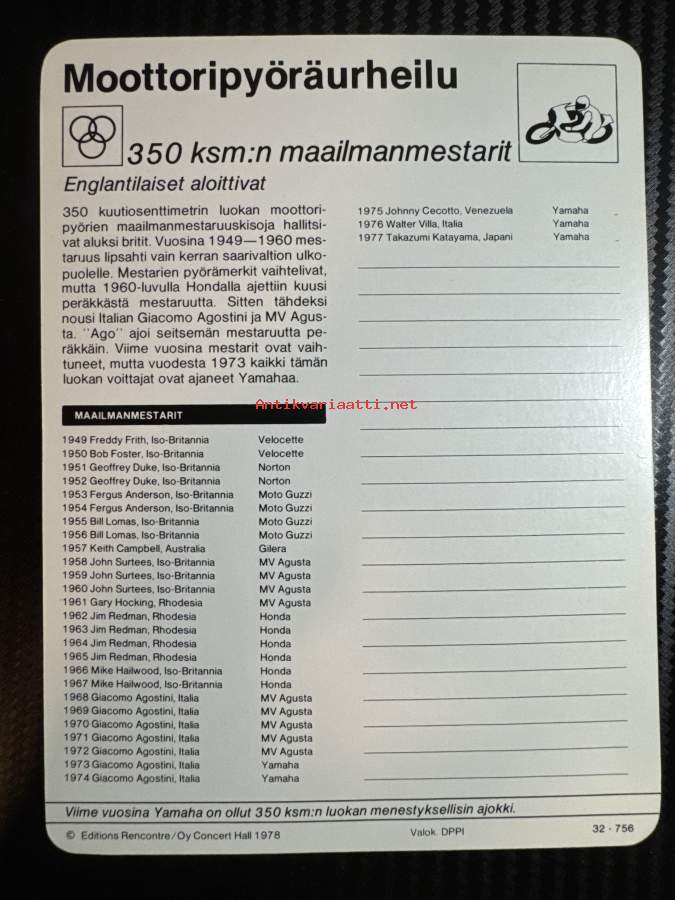 Moottoripyöräurheilu
350 ksm:n maailmanmestarit
Englantilaiset aloittivat
350 kuutiosenttimetrin luokan moottori-
pyörien maailmanmestaruuskisoja hallitsi-
vat aluksi britit. Vuosina 1949—1960 mes-
taruus lipsahti vain kerran saarivaltion ulko-
puolelle. Mestarien pyörämerkit vaihtelivat,
mutta 1960-luvulla Hondalla ajettiin kuusi
peräkkästä mestaruutta. Sitten tähdeksi
nousi Italian Giacomo Agostini ja MV Agus-
ta. ''Ago'' ajoi seitsemän mestaruutta pe-
räkkäin. Viime vuosina mestarit ovat vaih-
tuneet, mutta vuodesta 1973 kaikki tämän
luokan voittajat ovat ajaneet Yamahaa.
MAAILMANMESTARIT
1949 Freddy Frith, Iso-Britannia Velocette
1950 Bob Foster, Iso-Britannia Velocette
1951 Geoffrey Duke, Iso-Britannia Norton
1952 Geoffrey Duke, Iso-Britannia Norton
1953 Fergus Anderson, Iso-Britannia Moto Guzzi
1954 Fergus Anderson, Iso-Britannia Moto Guzzi
1955 Bill Lomas, Iso-Britannia Moto Guzzi
1956 Bill Lomas, Iso-Britannia Moto Guzzi
1957 Keith Campbell, Australia Gilera
1958 John Surtees, Iso-Britannia MV Agusta
1959 John Surtees, Iso-Britannia MV Agusta
1960 John Surtees, Iso-Britannia MV Agusta
1961 Gary Hocking, Rhodesia MV Agusta
1962 Jim Redman, Rhodesia Honda
1963 Jim Redman, Rhodesia Honda
1964 Jim Redman, Rhodesia Honda
1965 Jim Redman, Rhodesia Honda
1966 Mike Hailwood, Iso-Britannia Honda
1967 Mike Hailwood, Iso-Britannia Honda
1968 Giacomo Agostini, Italia MV Agusta
1969 Giacomo Agostini, Italia MV Agusta
1970 Giacomo Agostini, Italia MV Agusta
1971 Giacomo Agostini, Italia MV Agusta
1972 Giacomo Agostini, Italia MV Agusta
1973 Giacomo Agostini, Italia Yamaha
1974 Giacomo Agostini, Italia Yamaha
1975 Johnny Cecotto, Venezuela Yamaha
1976 Walter Villa, Italia Yamaha
1977 Takazumi Katayama, Japani Yamaha
Antikvariaatti.net
Viime vuosina Yamaha on ollut 350 ksm:n luokan menestyksellisin ajokki.
© Editions Rencontre/Oy Concert Hall 1978 Valok. DPPI 32 - 756